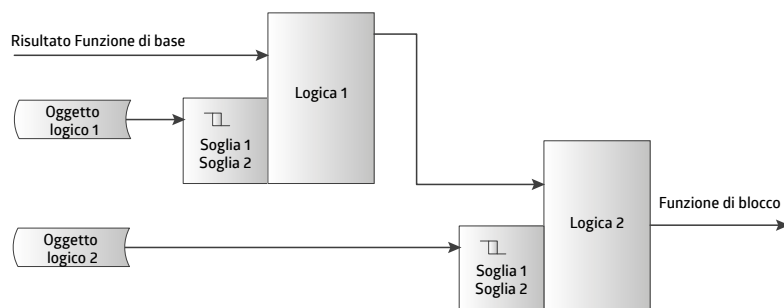 Risultato Funzione di base
Logica 1
Oggetto
logico 1
Soglia 1
Soglia 2
Funzione di blocco
Logica 2
Oggetto
logico 2
Soglia 1
Soglia 2